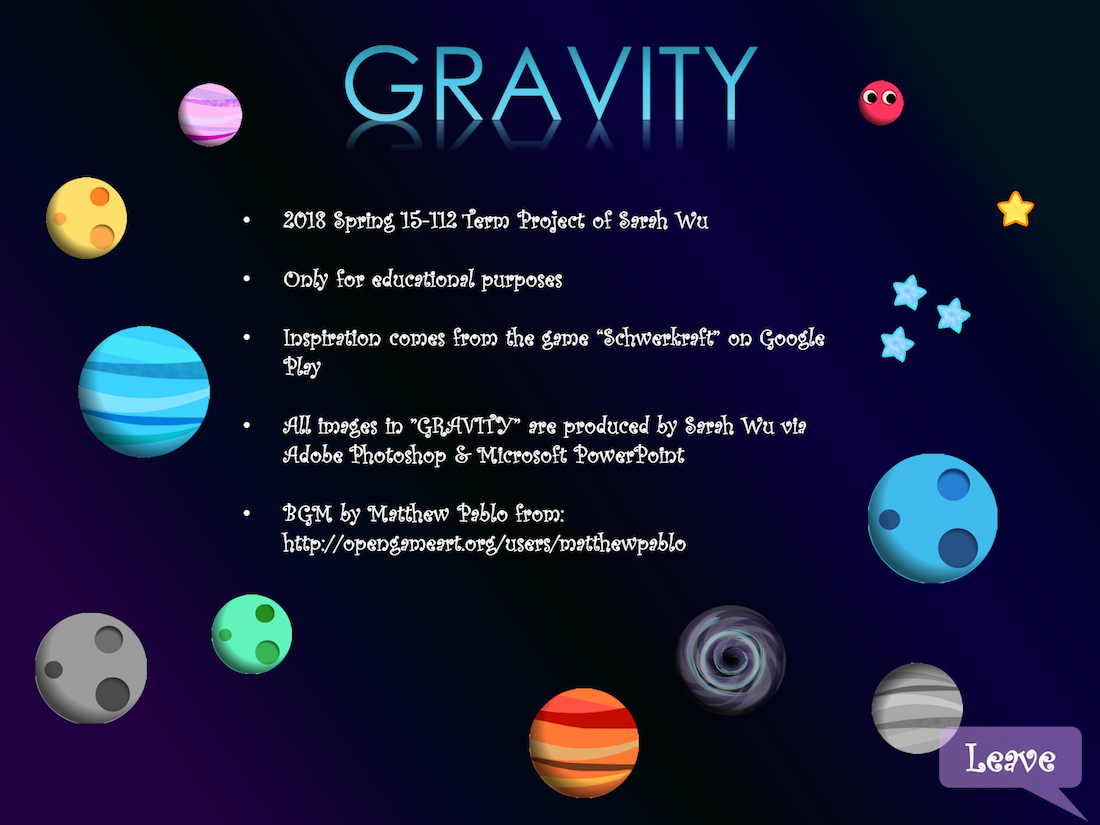 GRAVITY
• 2018 Spring 15-112 Term Project of Sarah Wu
• Only for educational purposes
• Inspiration comes from the game “Schwerkraft” on Google
Play
• All images in ”GRAVITY” are produced by Sarah Wu via
Adobe Photoshop & Microsoft PowerPoint
• BGM by Matthew Pablo from:
http://opengameart.org/users/matthewpablo
Leave